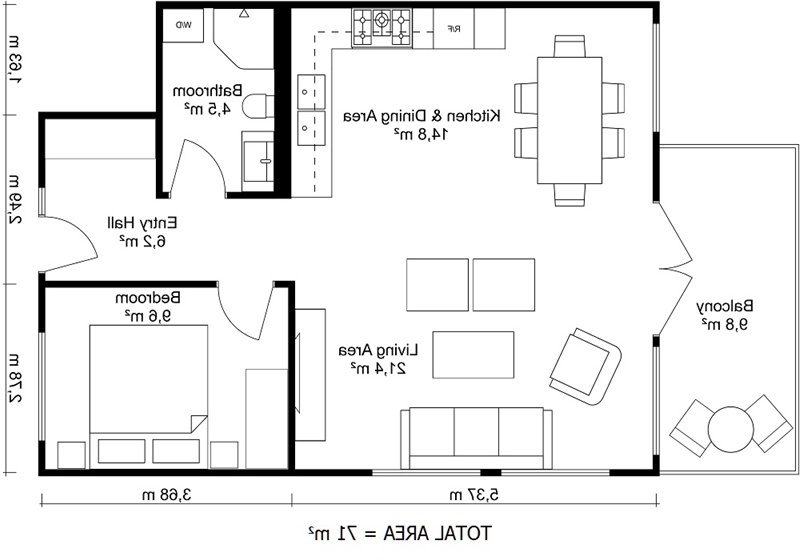 W/D
R/F
1,63 m
Bathroom
4,5 m²
Kitchen & Dining Area
14,8 m²
2,49 m
Entry Hall
6,2 m²
Bedroom
9,6 m²
Balcony
9,8 m²
Living Area
21,4 m²
2,78 m
3,68 m
5,37 m
TOTAL AREA = 71 m²